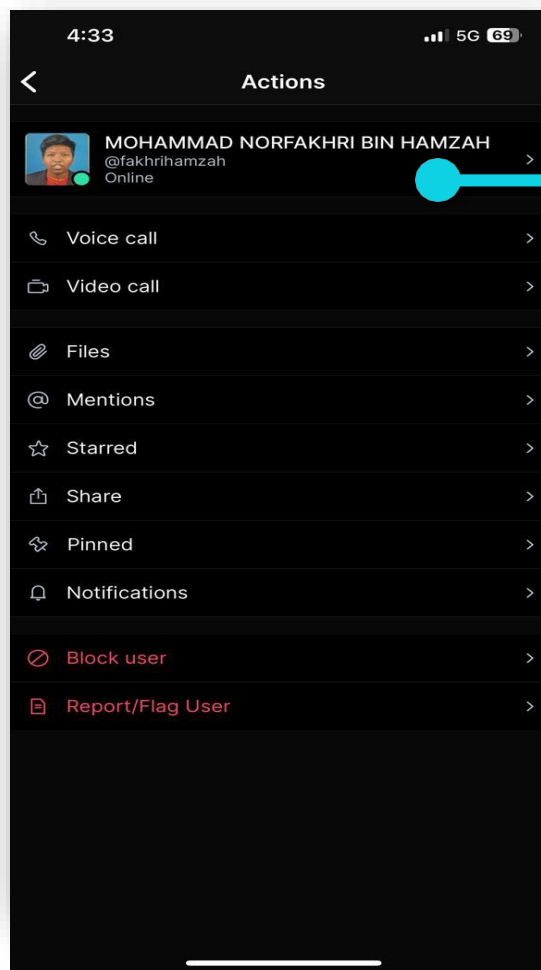 4:33
5G 69
Actions
MOHAMMAD NORFAKHRI BIN HAMZAH
@fakhrihamzah
Online
Voice call
Video call
Files
Mentions
Starred
Share
Pinned
Notifications
Block user
Report/Flag User